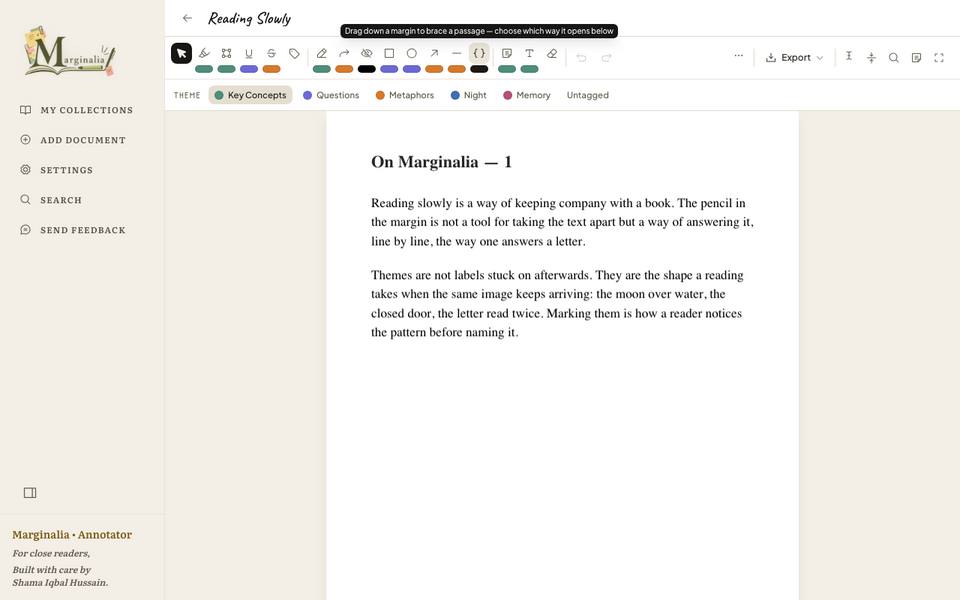 Marginalia
Reading Slowly
Drag down a margin to brace a passage — choose which way it opens below
MY COLLECTIONS
ADD DOCUMENT
SETTINGS
SEARCH
SEND FEEDBACK
U
S
{ }
T
...
Export
THEME
Key Concepts
Questions
Metaphors
Night
Memory
Untagged
On Marginalia — 1
Reading slowly is a way of keeping company with a book. The pencil in
the margin is not a tool for taking the text apart but a way of answering it,
line by line, the way one answers a letter.
Themes are not labels stuck on afterwards. They are the shape a reading
takes when the same image keeps arriving: the moon over water, the
closed door, the letter read twice. Marking them is how a reader notices
the pattern before naming it.
Marginalia • Annotator
For close readers,
Built with care by
Shama Iqbal Hussain.